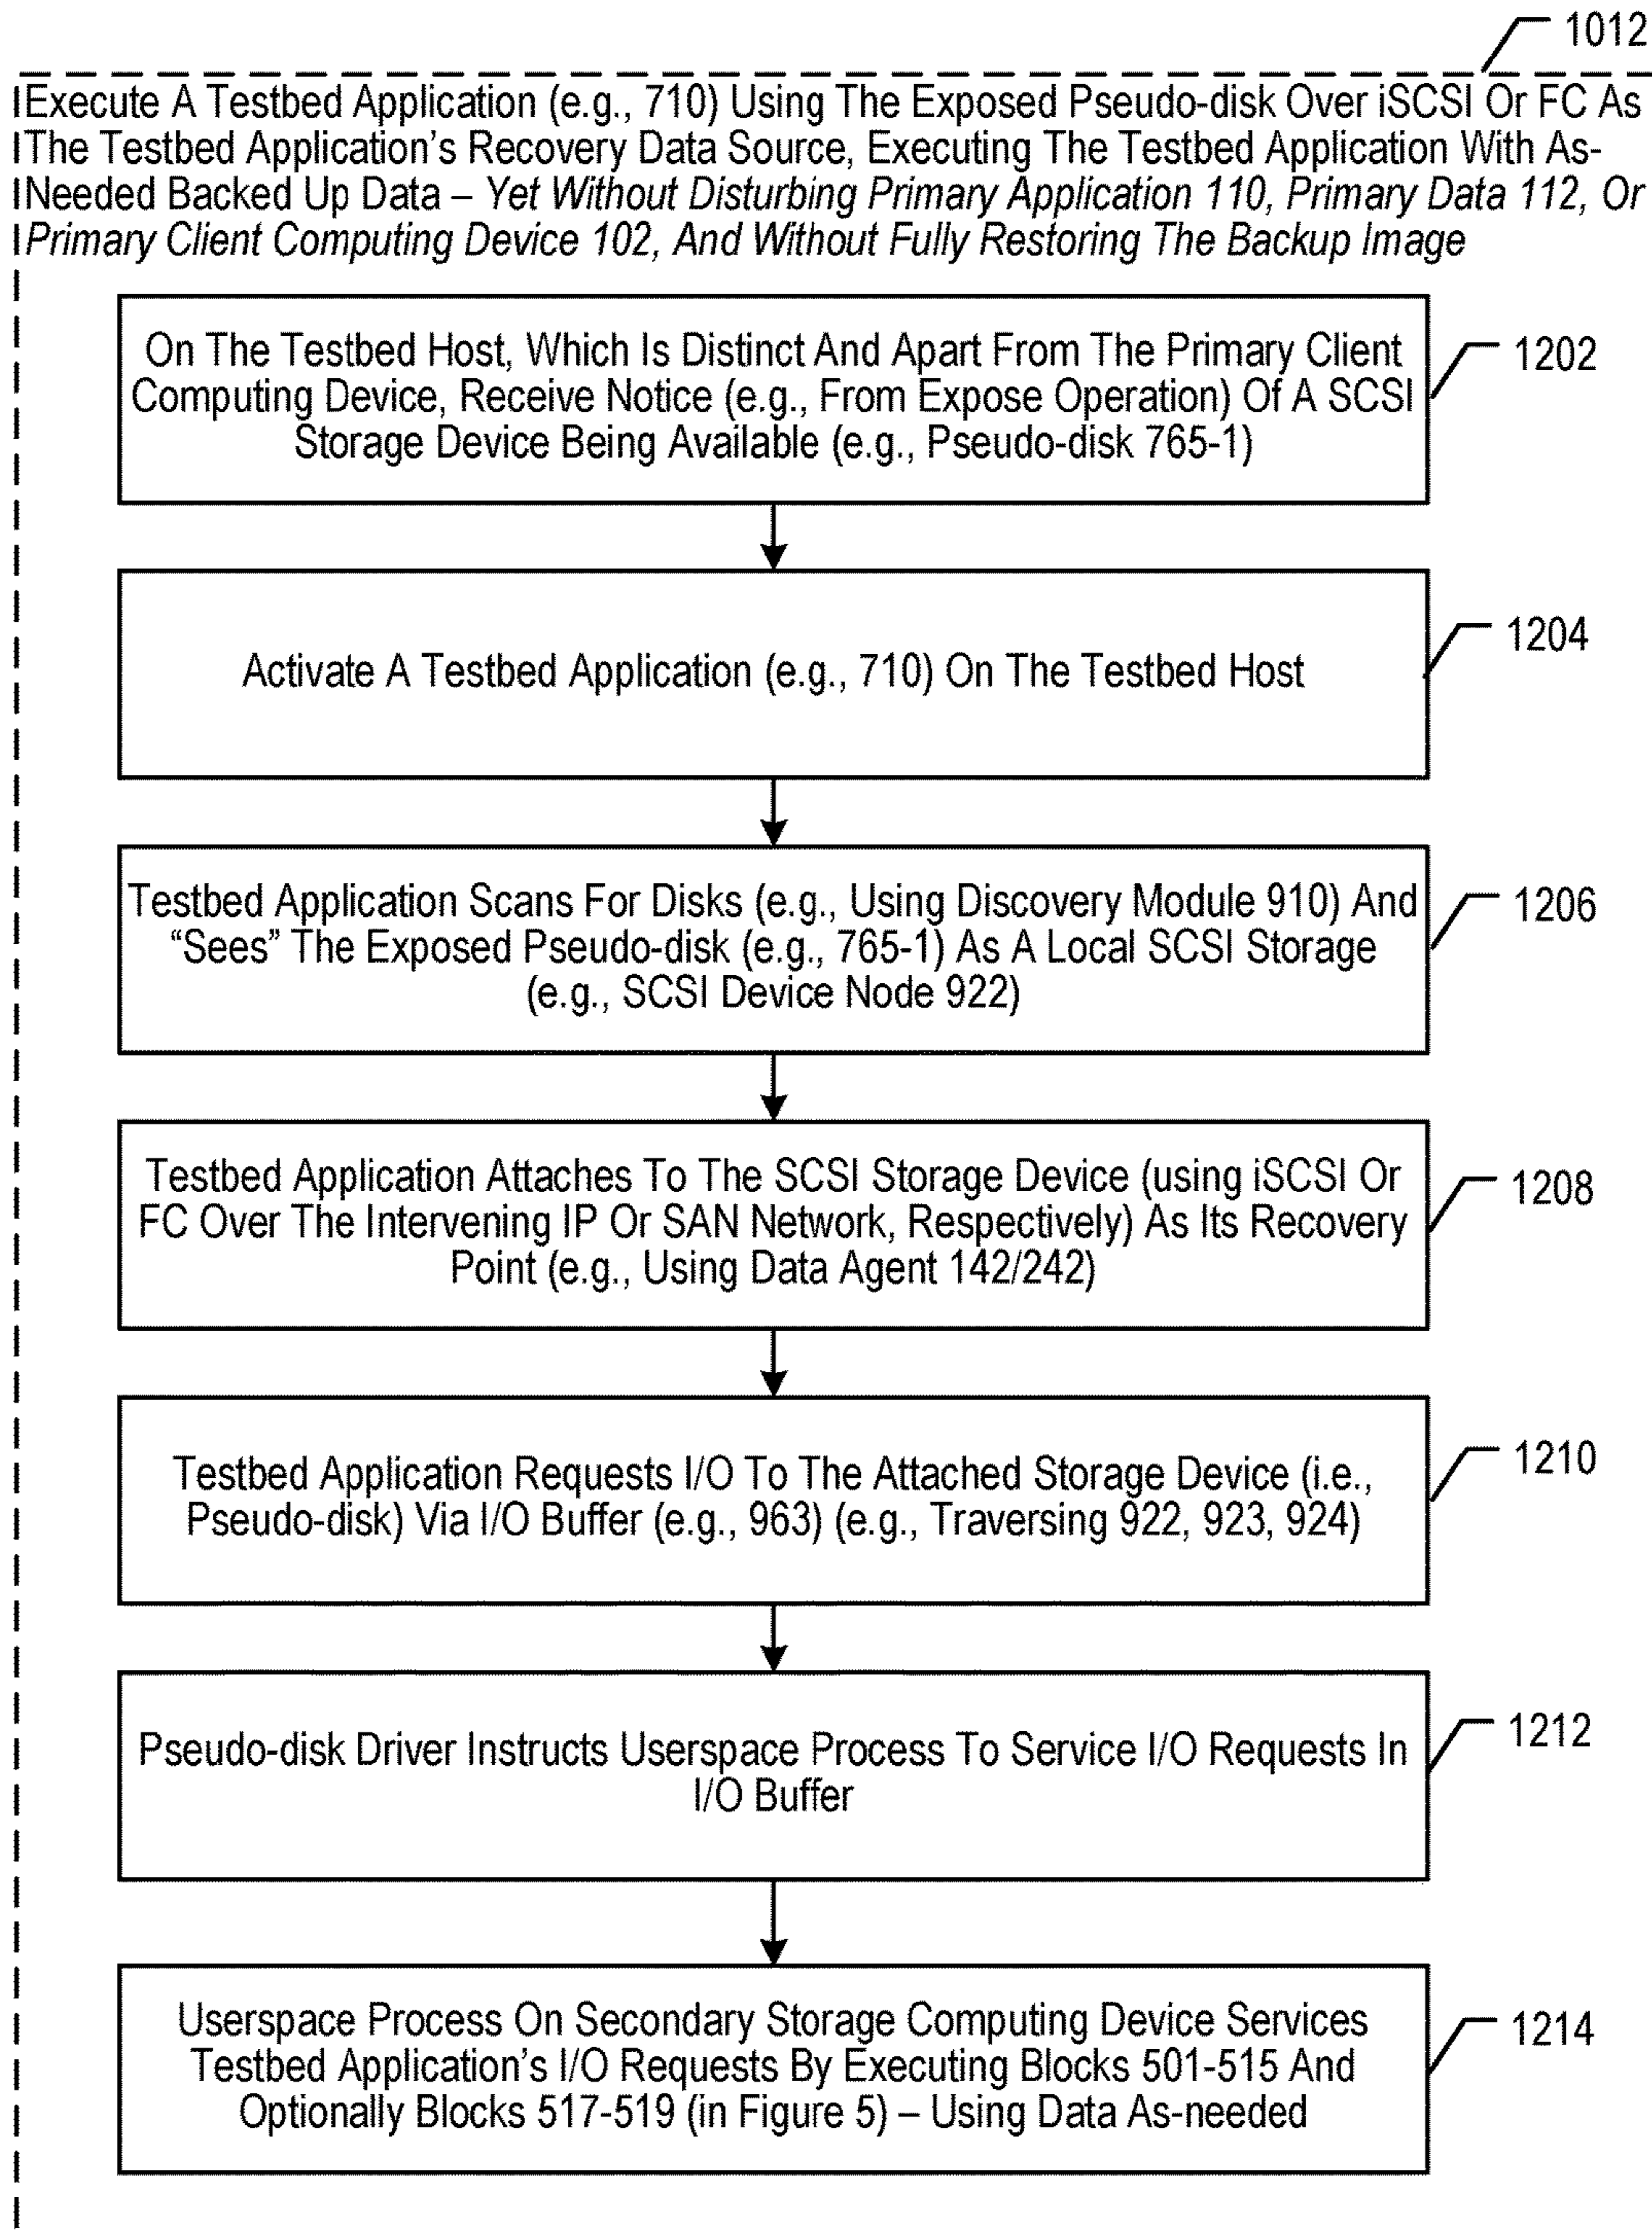 1012
Execute A Testbed Application (e.g., 710) Using The Exposed Pseudo-disk Over iSCSI Or FC As
The Testbed Application's Recovery Data Source, Executing The Testbed Application With As-
Needed Backed Up Data – Yet Without Disturbing Primary Application 110, Primary Data 112, Or
Primary Client Computing Device 102, And Without Fully Restoring The Backup Image
On The Testbed Host, Which Is Distinct And Apart From The Primary Client
Computing Device, Receive Notice (e.g., From Expose Operation) Of A SCSI
Storage Device Being Available (e.g., Pseudo-disk 765-1)
1202
Activate A Testbed Application (e.g., 710) On The Testbed Host
1204
Testbed Application Scans For Disks (e.g., Using Discovery Module 910) And
“Sees” The Exposed Pseudo-disk (e.g., 765-1) As A Local SCSI Storage
(e.g., SCSI Device Node 922)
1206
Testbed Application Attaches To The SCSI Storage Device (using iSCSI Or
FC Over The Intervening IP Or SAN Network, Respectively) As Its Recovery
Point (e.g., Using Data Agent 142/242)
1208
Testbed Application Requests I/O To The Attached Storage Device (i.e.,
Pseudo-disk) Via I/O Buffer (e.g., 963) (e.g., Traversing 922, 923, 924)
1210
Pseudo-disk Driver Instructs Userspace Process To Service I/O Requests In
I/O Buffer
1212
Userspace Process On Secondary Storage Computing Device Services
Testbed Application's I/O Requests By Executing Blocks 501-515 And
Optionally Blocks 517-519 (in Figure 5) – Using Data As-needed
1214